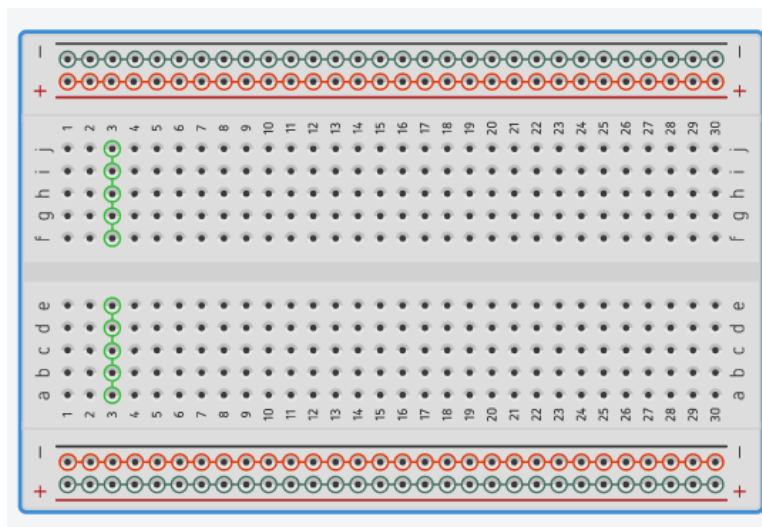 − −
+ +
1 2 3 4 5 6 7 8 9 10 11 12 13 14 15 16 17 18 19 20 21 22 23 24 25 26 27 28 29 30
j j
i i
h h
g g
f f
e e
d d
c c
b b
a a
1 2 3 4 5 6 7 8 9 10 11 12 13 14 15 16 17 18 19 20 21 22 23 24 25 26 27 28 29 30
− −
+ +